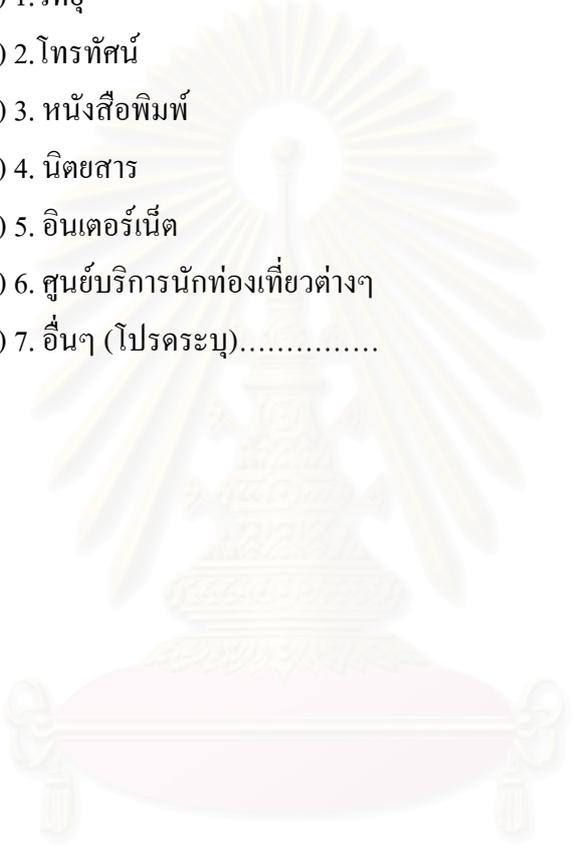 ) 1. วิทยุ
) 2.โทรทัศน์
) 3. หนังสือพิมพ์
) 4. นิตยสาร
) 5. อินเตอร์เน็ต
) 6. ศูนย์บริการนักท่องเที่ยวต่างๆ
) 7. อื่นๆ (โปรดระบุ)...............